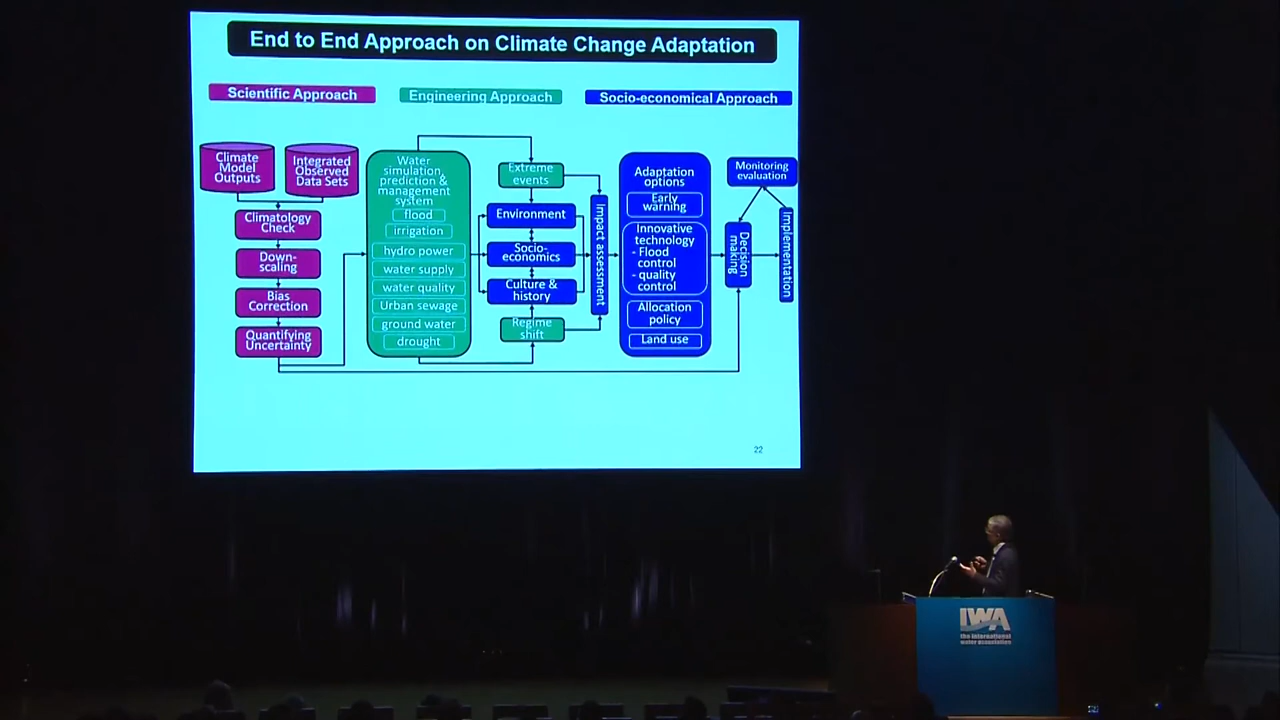 End to End Approach on Climate Change Adaptation
Scientific Approach
Engineering Approach
Socio-economical Approach
Climate
Model
Outputs
Integrated
Observed
Data Sets
Climatology
Check
Down-
scaling
Bias
Correction
Quantifying
Uncertainty
Water
simulation,
prediction &
management
system
flood
irrigation
hydro power
water supply
water quality
Urban sewage
ground water
drought
Extreme
events
Environment
Socio-
economics
Culture &
history
Regime
shift
Impact assessment
Adaptation
options
Early
warning
Innovative
technology
- Flood
control
- quality
control
Allocation
policy
Land use
Monitoring
evaluation
Decision
making
Implementation
22
IWA
the international
water association